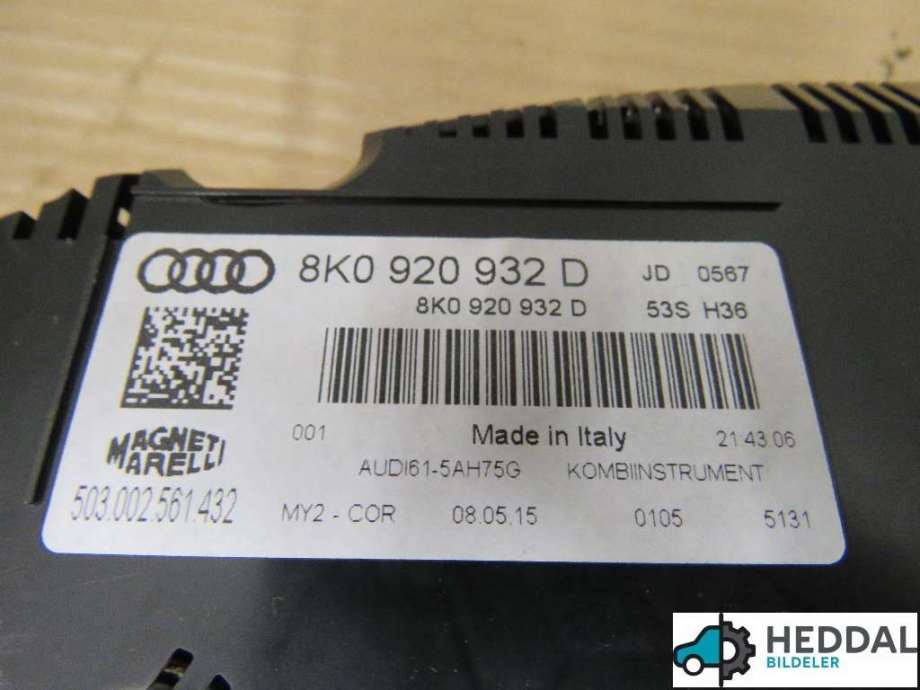 8K0 920 932 D JD 0567
8K0 920 932 D 53S H36
001 Made in Italy 21:43:06
MAGNETI
MARELLI
AUDI61-5AH75G KOMBIINSTRUMENT
503.002.561.432
MY2 - COR 08.05.15 0105 5131
HEDDAL
BILDELER